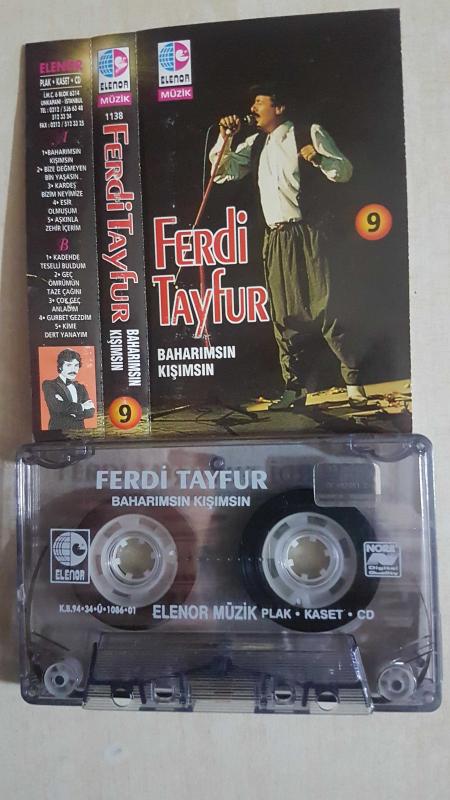 ELENOR
PLAK • KASET • CD
İ.M.Ç. 6 BLOK 6314
UNKAPANI - İSTANBUL
A
1• BAHARIMSIN
KIŞIMSIN
2• BİZE DEĞMEYEN
BİN YAŞASIN
3• KARDEŞ
BİZİM NEYİMİZE
4• ESİR
OLMUŞUM
5• AŞKINLA
ZEHİR İÇERİM
B
1• KADEHDE
TESELLİ BULDUM
2• GEÇ
ÖMRÜMÜN
TAZE ÇAĞINI
3• ÇOK GEÇ
ANLADIM
4• GURBET GEZDİM
5• KİME
DERT YANAYIM
ELENOR
MÜZİK
1138
FERDİ TAYFUR
BAHARIMSIN
KIŞIMSIN
9
ELENOR
MÜZİK
9
FERDİ
TAYFUR
BAHARIMSIN
KIŞIMSIN
FERDİ TAYFUR
BAHARIMSIN KIŞIMSIN
ELENOR
NORM
Digital
Quality
K.B.94•34•Ü•1086•01
ELENOR MÜZİK PLAK • KASET • CD